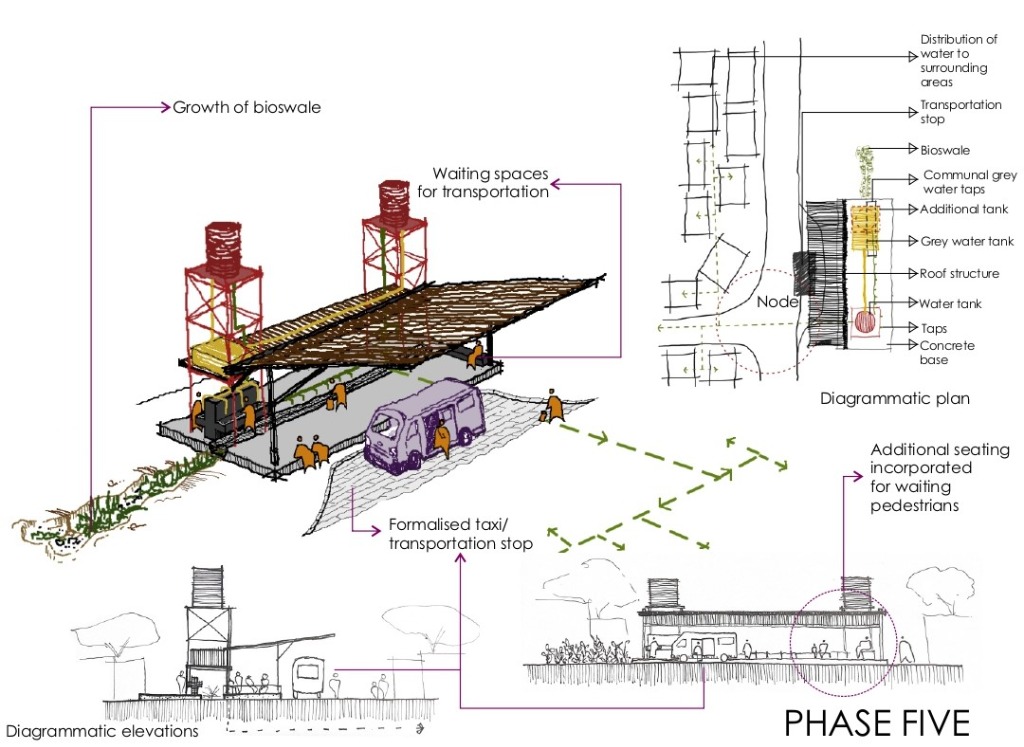 Distribution of
water to
surrounding
areas
Growth of bioswale
Transportation
stop
Bioswale
Waiting spaces
for transportation
Communal grey
water taps
Additional tank
Grey water tank
Roof structure
Node
Water tank
Taps
Concrete
base
Diagrammatic plan
Additional seating
incorporated
for waiting
pedestrians
Formalised taxi/
transportation stop
Diagrammatic elevations
PHASE FIVE